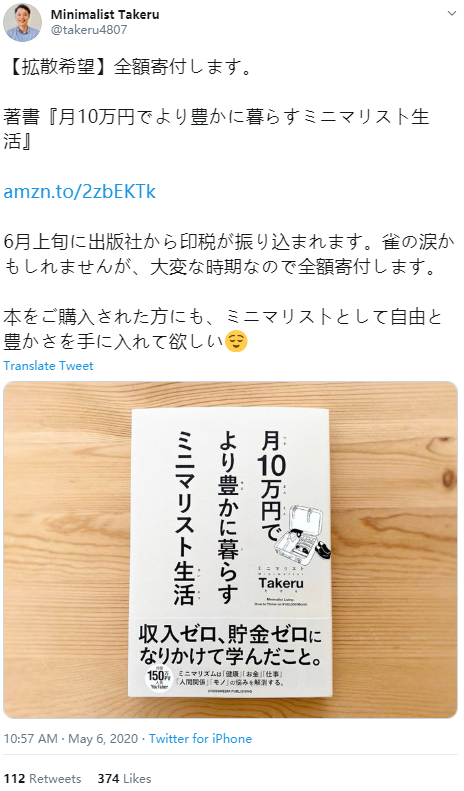 Minimalist Takeru
@takeru4807
【拡散希望】全額寄付します。
著書『月10万円でより豊かに暮らすミニマリスト生
活』
amzn.to/2zbEKTk
6月上旬に出版社から印税が振り込まれます。雀の涙か
もしれませんが、大変な時期なので全額寄付します。
本をご購入された方にも、ミニマリストとして自由と
豊かさを手に入れて欲しい😌
Translate Tweet
月10万円で
より豊かに暮らす
ミニマリスト生活
ミニマリスト
Takeru
Minimalist Living:
How to Thrive on ¥100,000/Month
収入ゼロ、貯金ゼロに
なりかけて学んだこと。
150万
人気
YouTuber
ミニマリズムは「健康」「お金」「仕事」
「人間関係」「モノ」の悩みを解消する。
CROSSMEDIA PUBLISHING
10:57 AM · May 6, 2020 · Twitter for iPhone
112 Retweets 374 Likes